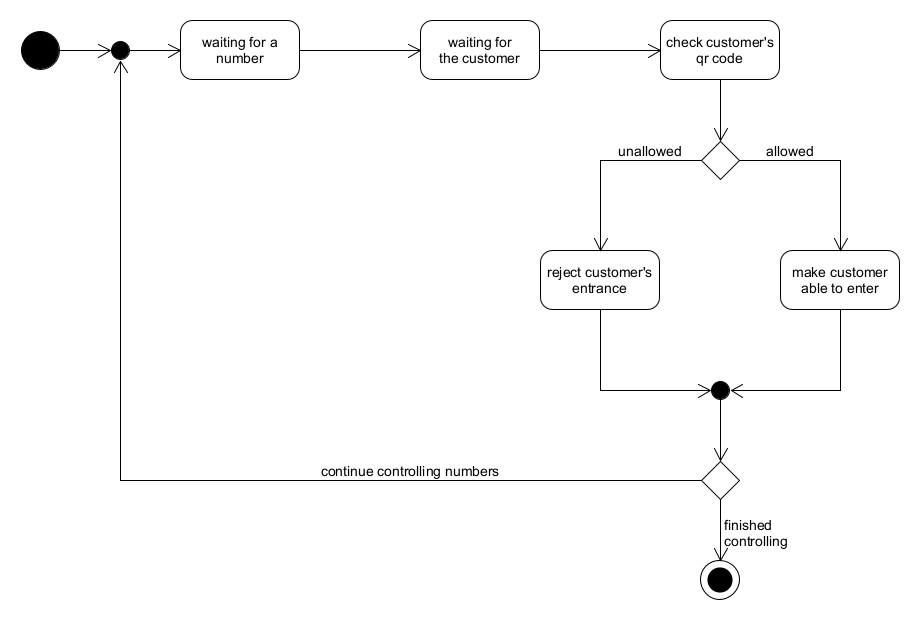 waiting for a
number
waiting for
the customer
check customer's
qr code
unallowed
allowed
reject customer's
entrance
make customer
able to enter
continue controlling numbers
finished
controlling